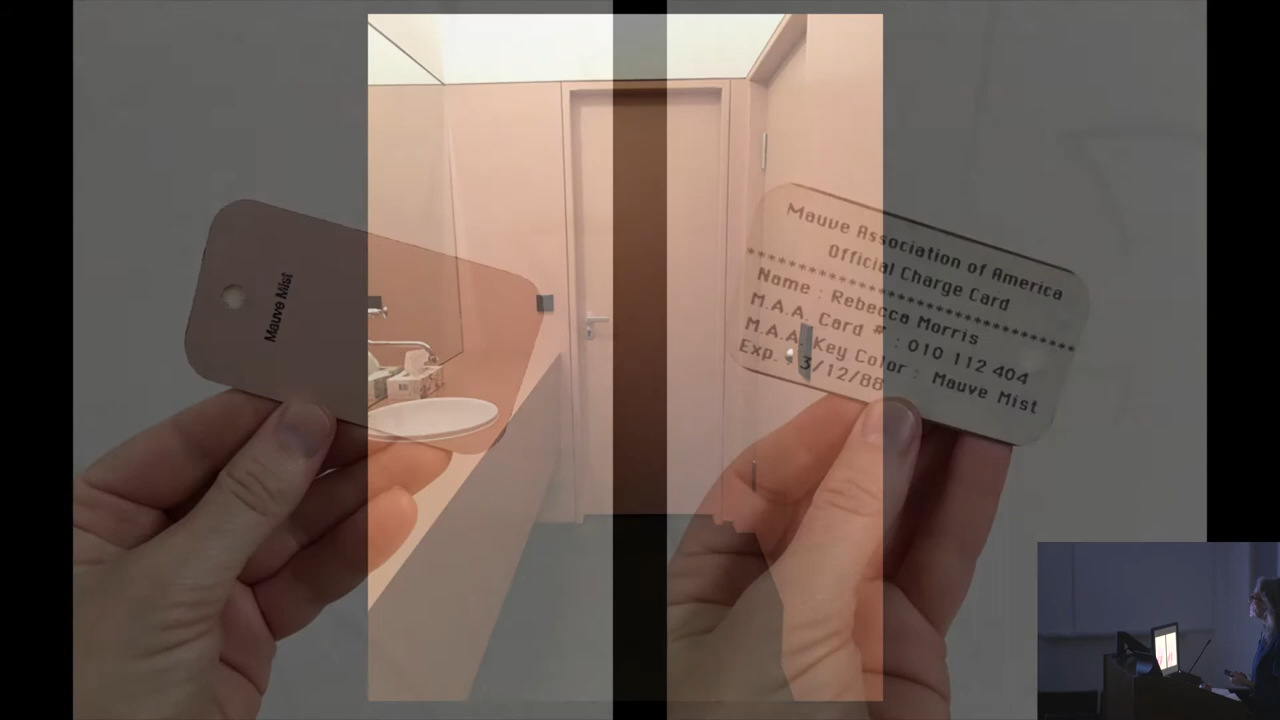 Mauve Mist
Mauve Association of America
Official Charge Card
************************************
Name : Rebecca Morris
M.A.A. Card # : 010 112 404
M.A.A. Key Color : Mauve Mist
Exp. : 3/12/88